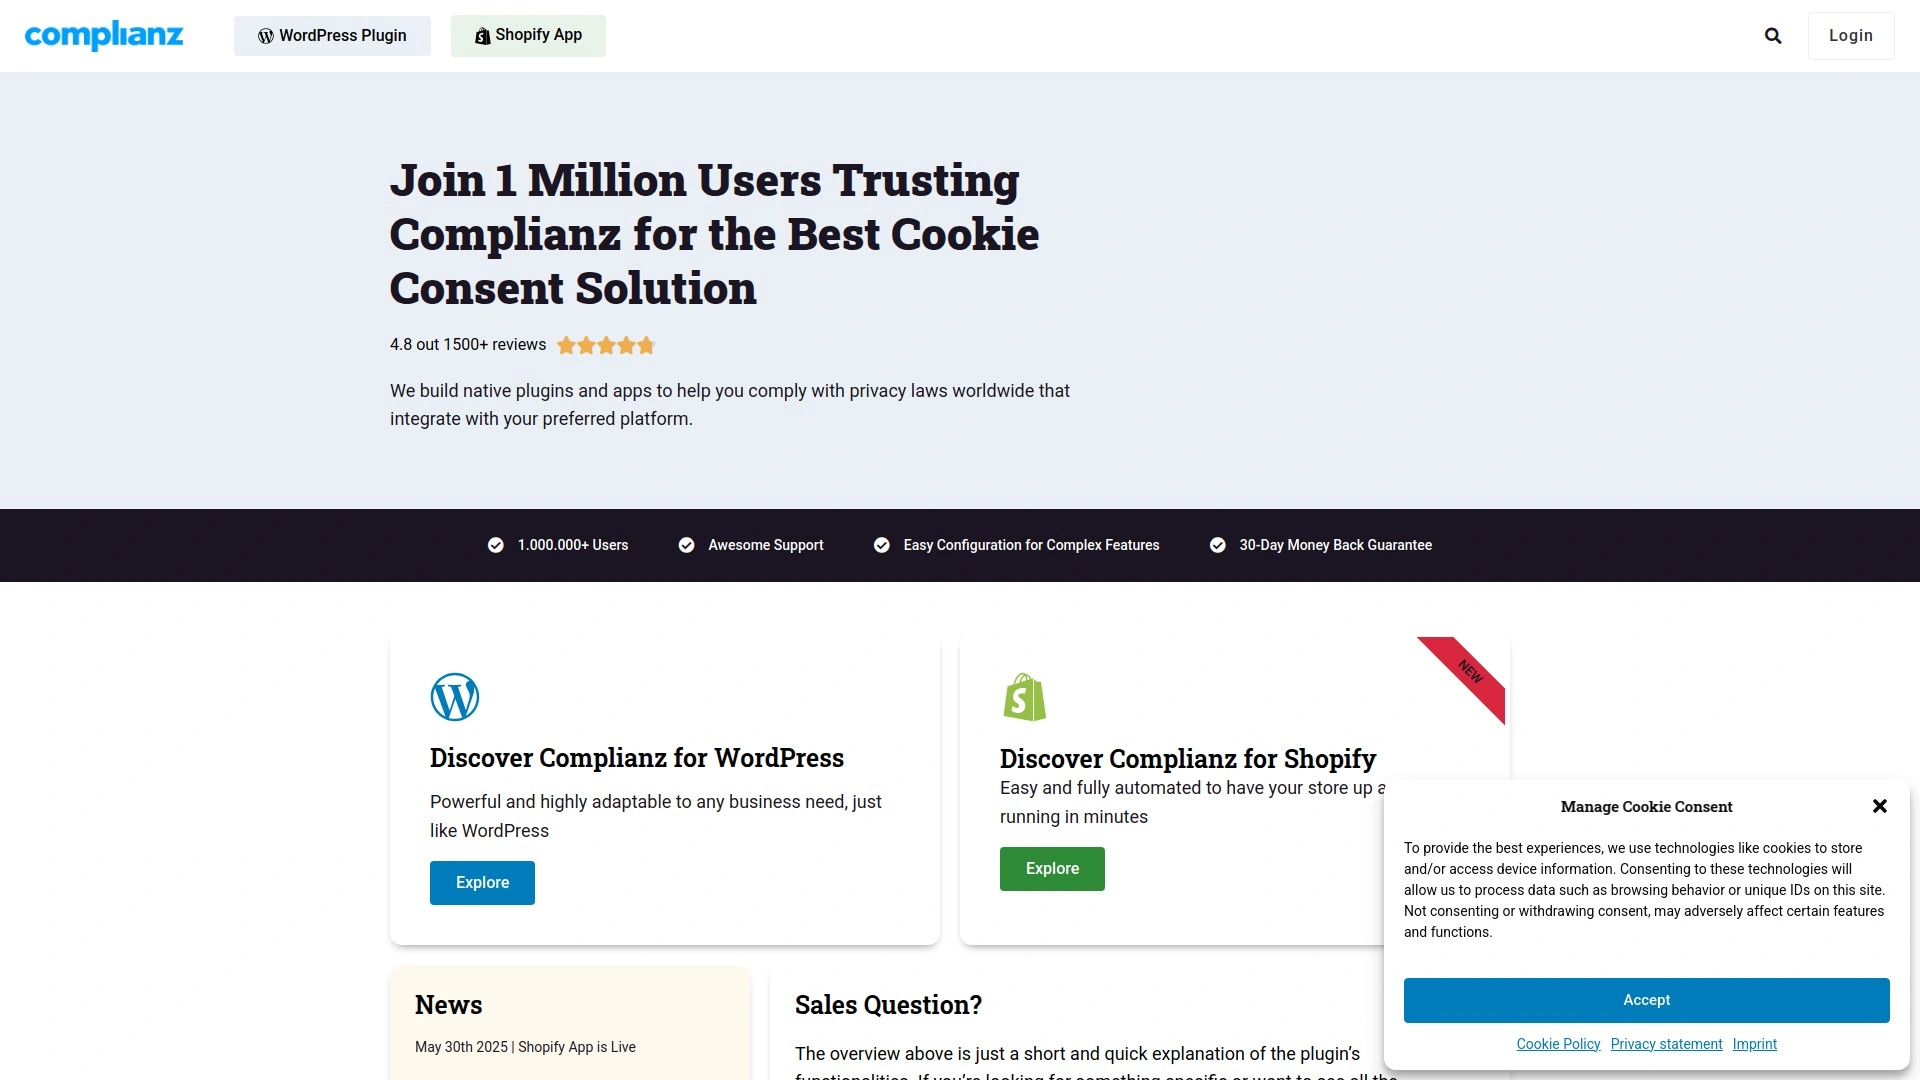 complianz
WordPress Plugin
Shopify App
Login
Join 1 Million Users Trusting
Complianz for the Best Cookie
Consent Solution
4.8 out 1500+ reviews
We build native plugins and apps to help you comply with privacy laws worldwide that
integrate with your preferred platform.
1.000.000+ Users
Awesome Support
Easy Configuration for Complex Features
30-Day Money Back Guarantee
Discover Complianz for WordPress
Powerful and highly adaptable to any business need, just
like WordPress
Explore
NEW
Discover Complianz for Shopify
Easy and fully automated to have your store up
running in minutes
Explore
News
May 30th 2025 | Shopify App is Live
Sales Question?
The overview above is just a short and quick explanation of the plugin's
Manage Cookie Consent
To provide the best experiences, we use technologies like cookies to store
and/or access device information. Consenting to these technologies will
allow us to process data such as browsing behavior or unique IDs on this site.
Not consenting or withdrawing consent, may adversely affect certain features
and functions.
Accept
Cookie Policy Privacy statement Imprint